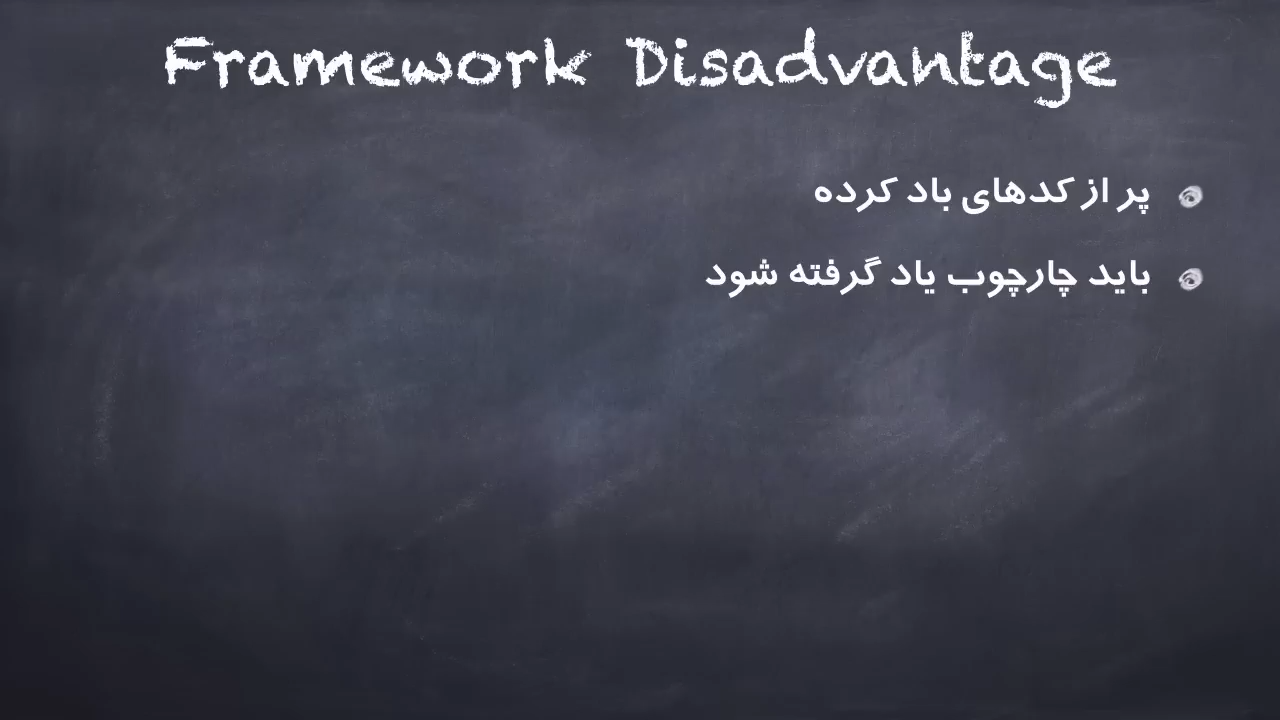 Framework Disadvantage
پر از کدهای باد کرده
باید چارچوب یاد گرفته شود